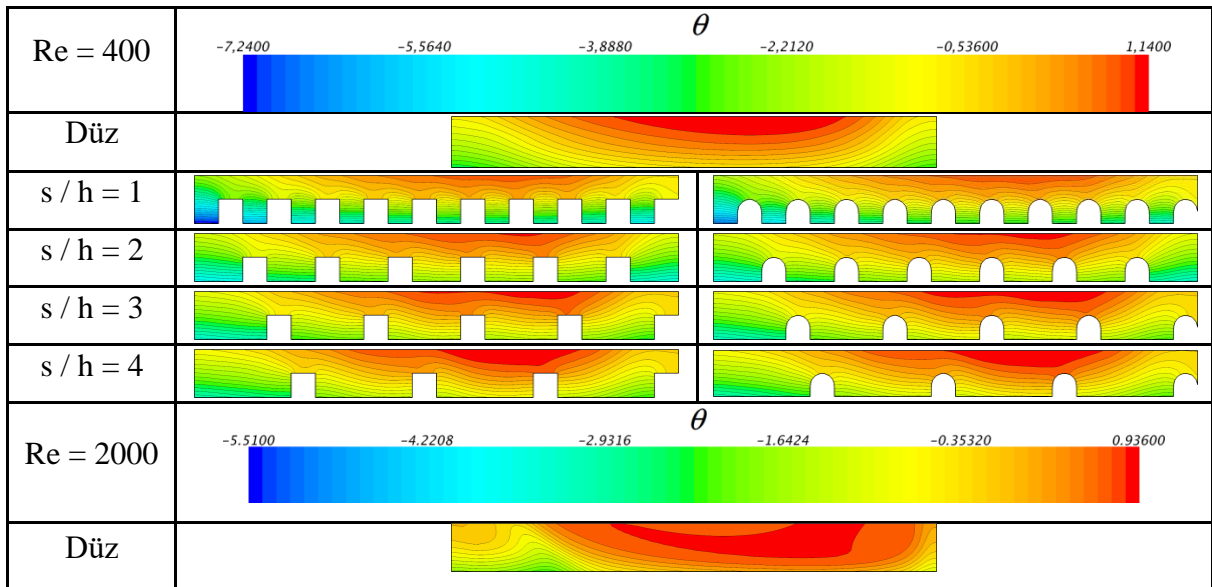 Re = 400
θ
-7,2400 -5,5640 -3,8880 -2,2120 -0,53600 1,1400
Düz
s / h = 1
s / h = 2
s / h = 3
s / h = 4
Re = 2000
θ
-5.5100 -4.2208 -2.9316 -1.6424 -0.35320 0.93600
Düz